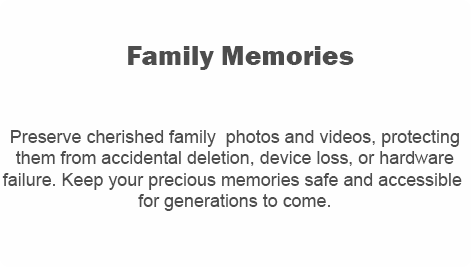 Family Memories
Preserve cherished family  photos and videos, protecting
them from accidental deletion, device loss, or hardware
failure. Keep your precious memories safe and accessible
for generations to come.